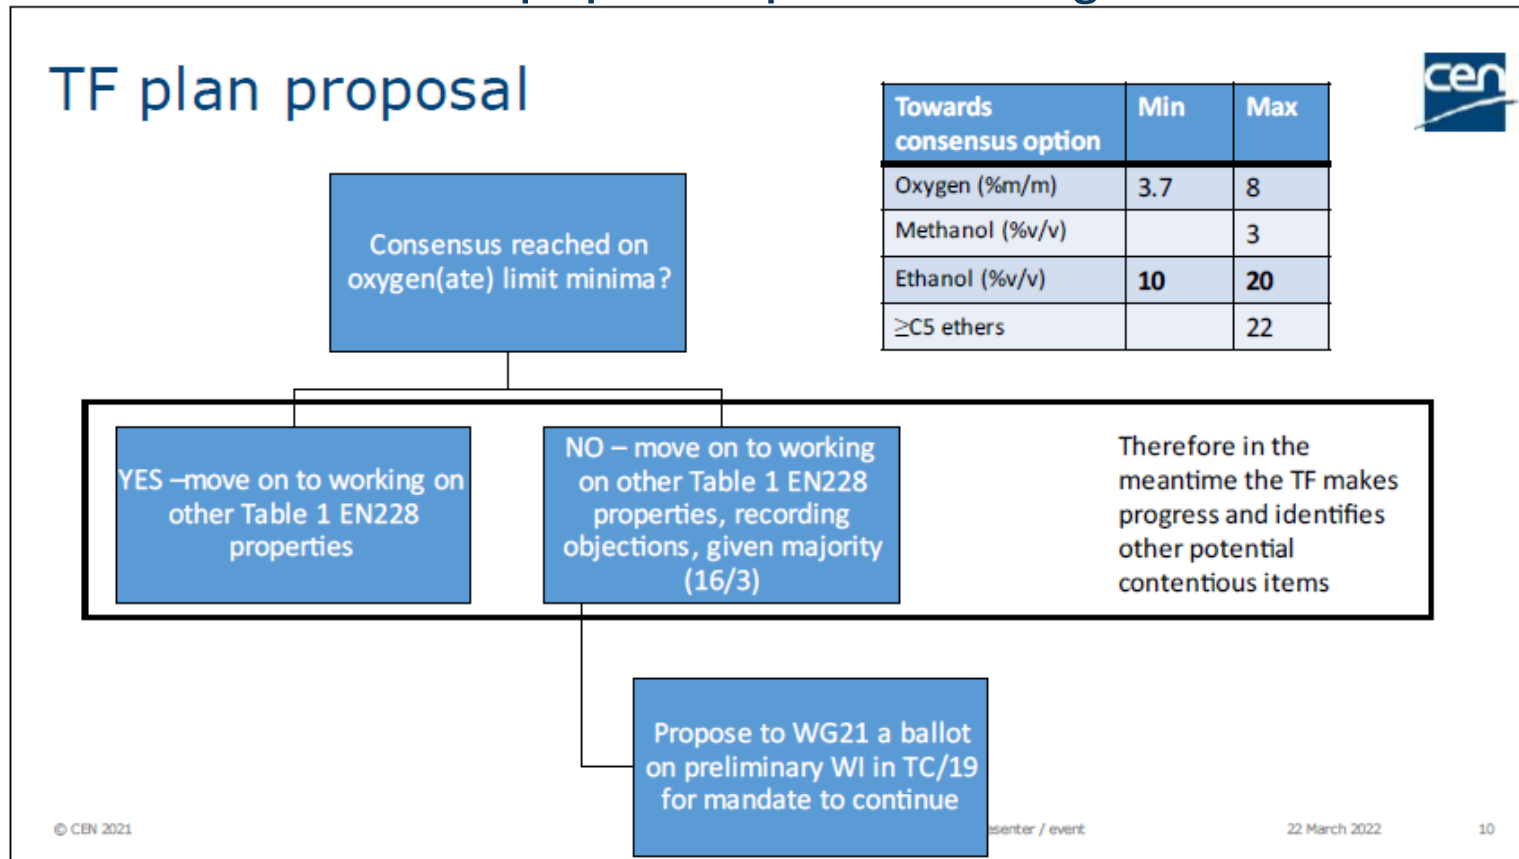 TF plan proposal
cen
Towards
consensus option
Min
Max
Oxygen (%m/m)
3.7
8
Methanol (%v/v)
3
Ethanol (%v/v)
10
20
≥C5 ethers
22
Consensus reached on
oxygen(ate) limit minima?
YES –move on to working on
other Table 1 EN228
properties
NO – move on to working
on other Table 1 EN228
properties, recording
objections, given majority
(16/3)
Therefore in the
meantime the TF makes
progress and identifies
other potential
contentious items
Propose to WG21 a ballot
on preliminary WI in TC/19
for mandate to continue
© CEN 2021
/ event
22 March 2022
10